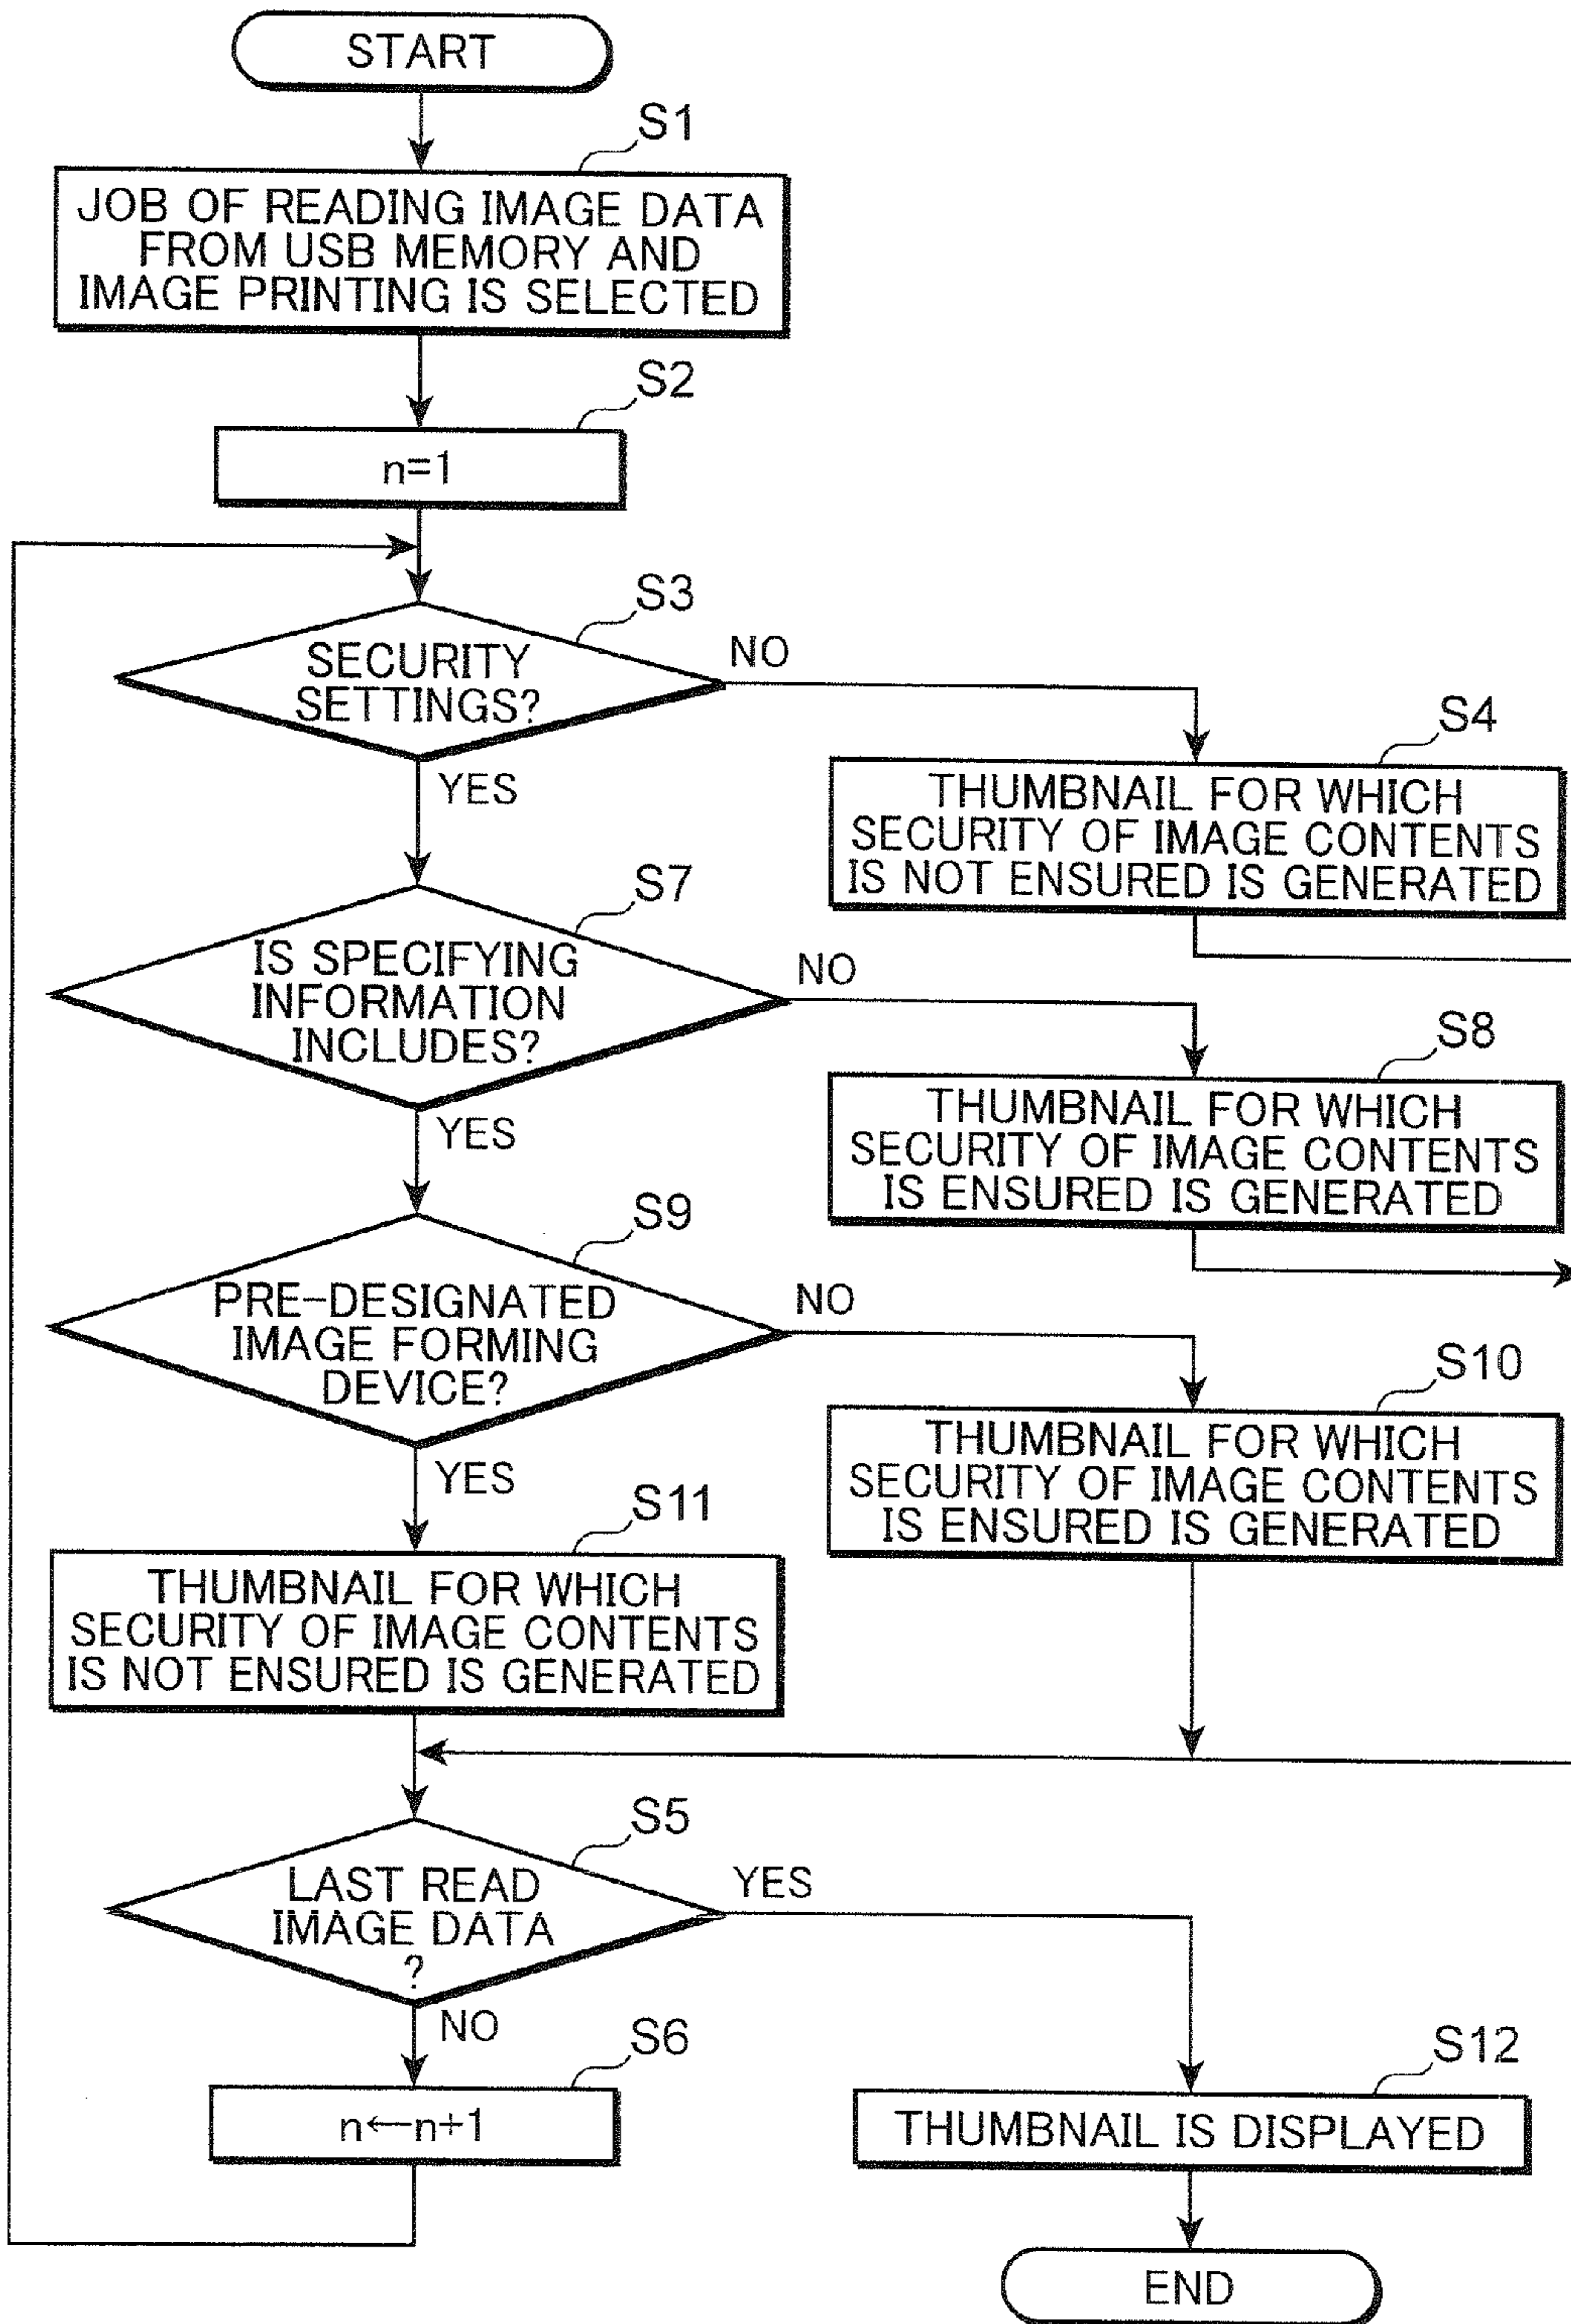 START
S1
JOB OF READING IMAGE DATA
FROM USB MEMORY AND
IMAGE PRINTING IS SELECTED
S2
n=1
S3
SECURITY
SETTINGS?
NO
YES
S4
THUMBNAIL FOR WHICH
SECURITY OF IMAGE CONTENTS
IS NOT ENSURED IS GENERATED
S7
IS SPECIFYING
INFORMATION
INCLUDES?
NO
YES
S8
THUMBNAIL FOR WHICH
SECURITY OF IMAGE CONTENTS
IS ENSURED IS GENERATED
S9
PRE-DESIGNATED
IMAGE FORMING
DEVICE?
NO
YES
S10
THUMBNAIL FOR WHICH
SECURITY OF IMAGE CONTENTS
IS ENSURED IS GENERATED
S11
THUMBNAIL FOR WHICH
SECURITY OF IMAGE CONTENTS
IS NOT ENSURED IS GENERATED
S5
LAST READ
IMAGE DATA
?
YES
NO
S6
n←n+1
S12
THUMBNAIL IS DISPLAYED
END